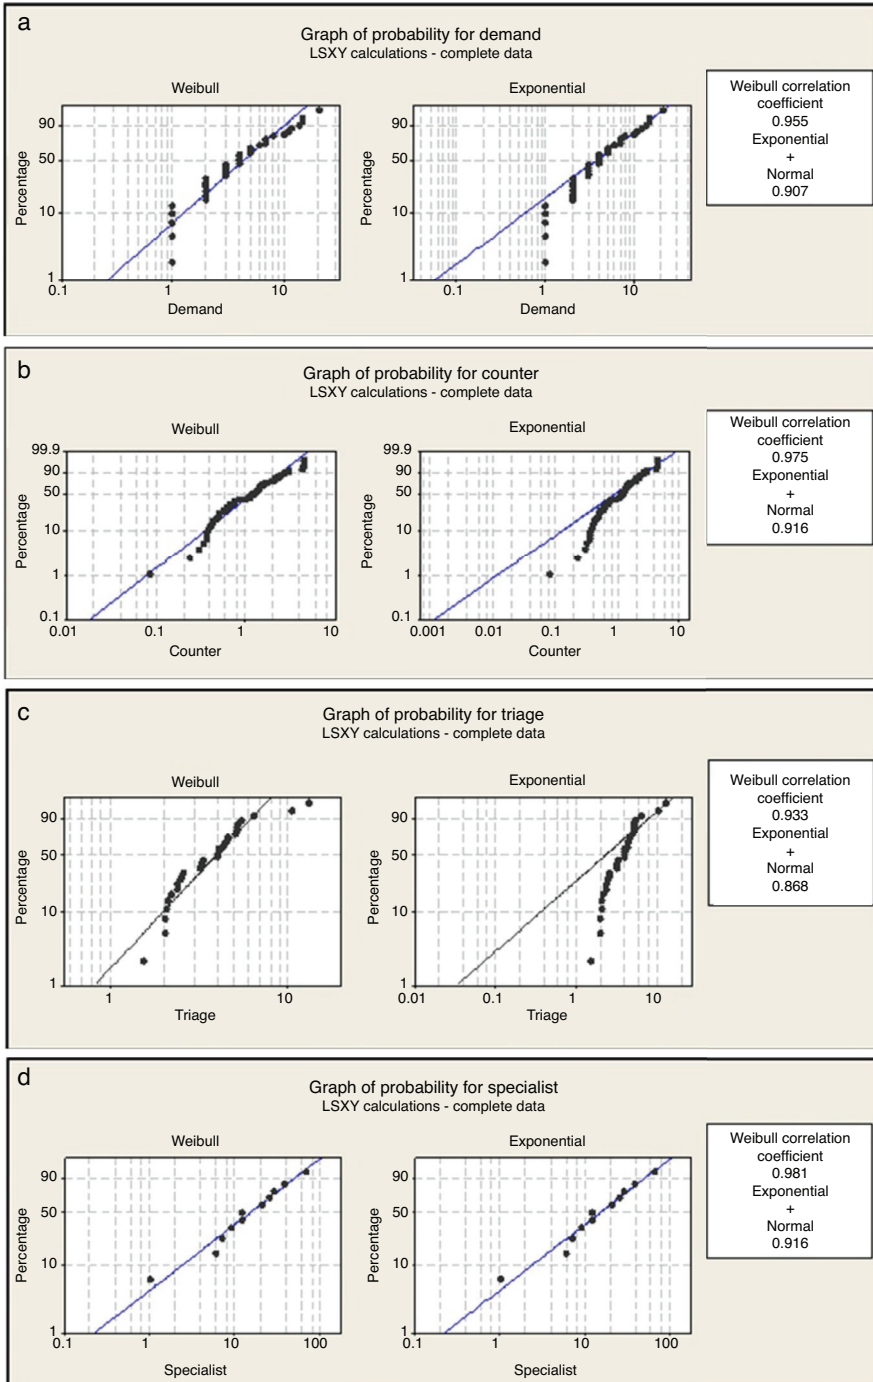 a
Graph of probability for demand
LSXY calculations - complete data
Weibull
Exponential
Percentage
90
50
10
1
0.1
1
10
Demand
Percentage
90
50
10
1
0.1
1
10
Demand
Weibull correlation
coefficient
0.955
Exponential
+
Normal
0.907
b
Graph of probability for counter
LSXY calculations - complete data
Weibull
Exponential
Percentage
99.9
90
50
10
1
0.1
0.01
0.1
1
10
Counter
Percentage
99.9
90
50
10
1
0.1
0.001
0.01
0.1
1
10
Counter
Weibull correlation
coefficient
0.975
Exponential
+
Normal
0.916
c
Graph of probability for triage
LSXY calculations - complete data
Weibull
Exponential
Percentage
90
50
10
1
1
10
Triage
Percentage
90
50
10
1
0.01
0.1
1
10
Triage
Weibull correlation
coefficient
0.933
Exponential
+
Normal
0.868
d
Graph of probability for specialist
LSXY calculations - complete data
Weibull
Exponential
Percentage
90
50
10
1
0.1
1
10
100
Specialist
Percentage
90
50
10
1
0.1
1
10
100
Specialist
Weibull correlation
coefficient
0.981
Exponential
+
Normal
0.916